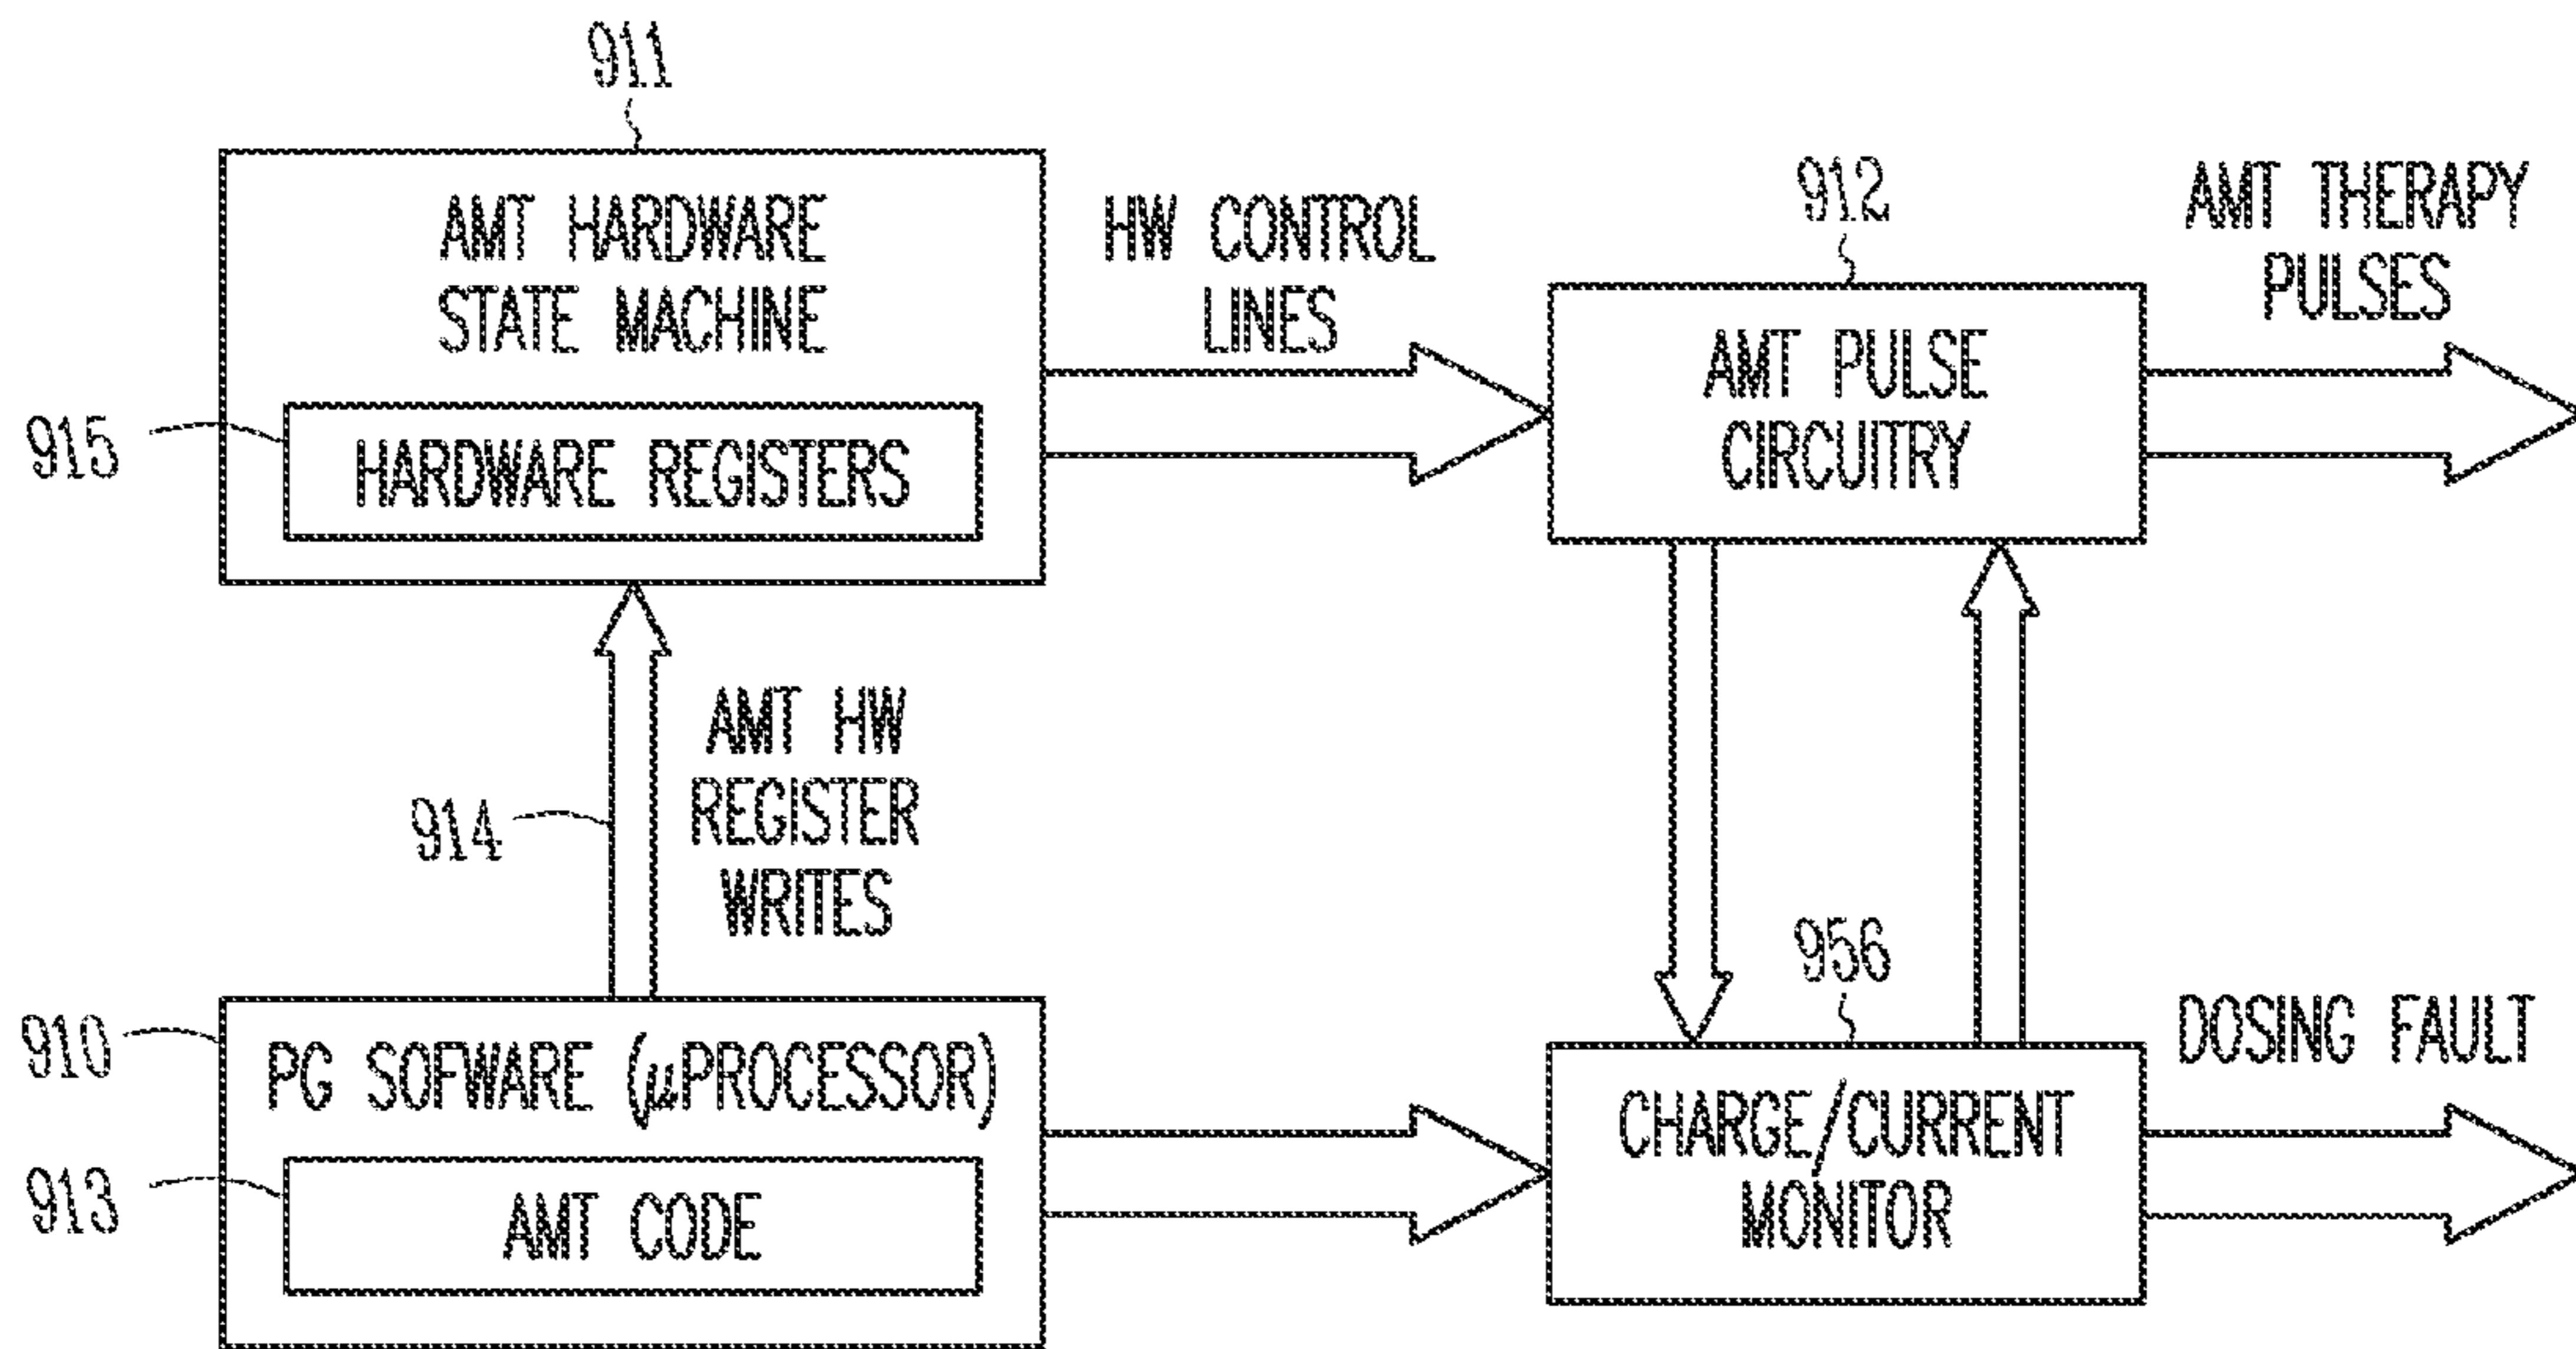 911
AMT HARDWARE
STATE MACHINE
915
HARDWARE REGISTERS
HW CONTROL
LINES
912
AMT PULSE
CIRCUITRY
AMT THERAPY
PULSES
914
AMT HW
REGISTER
WRITES
910
PG SOFWARE (μPROCESSOR)
913
AMT CODE
956
CHARGE/CURRENT
MONITOR
DOSING FAULT